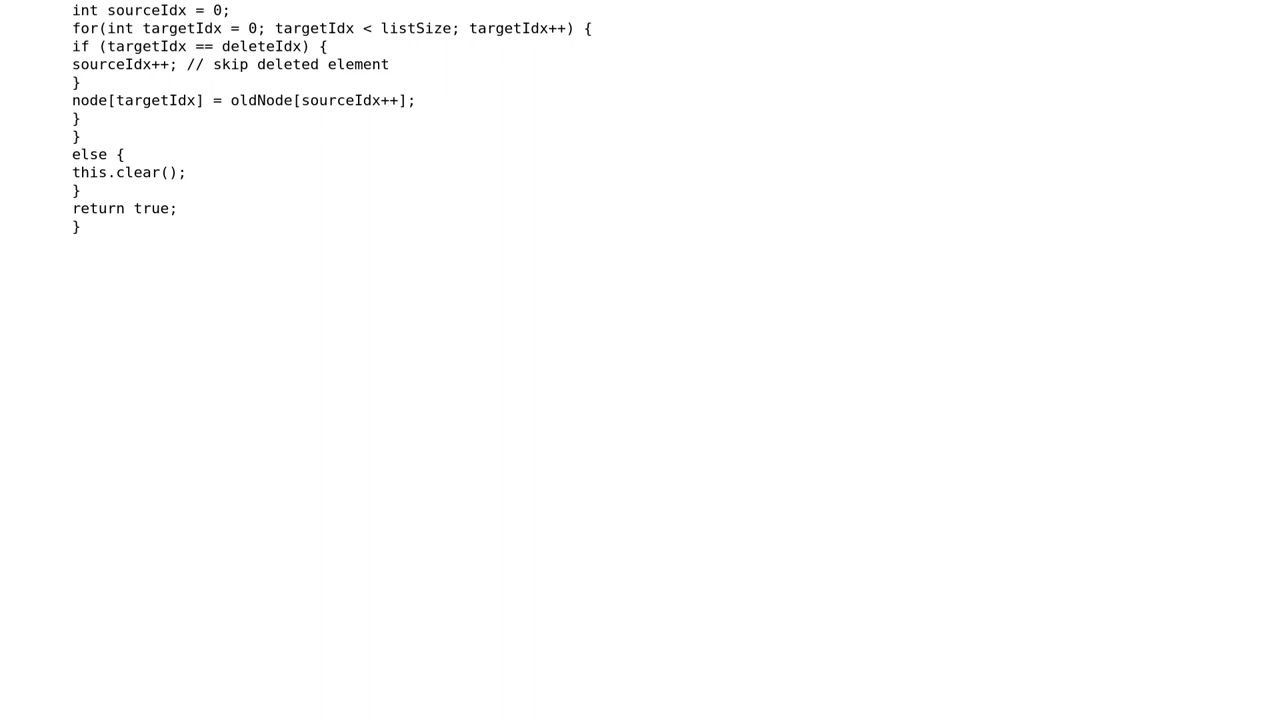 int sourceIdx = 0;
for(int targetIdx = 0; targetIdx < listSize; targetIdx++) {
if (targetIdx == deleteIdx) {
sourceIdx++; // skip deleted element
}
node[targetIdx] = oldNode[sourceIdx++];
}
}
else {
this.clear();
}
return true;
}